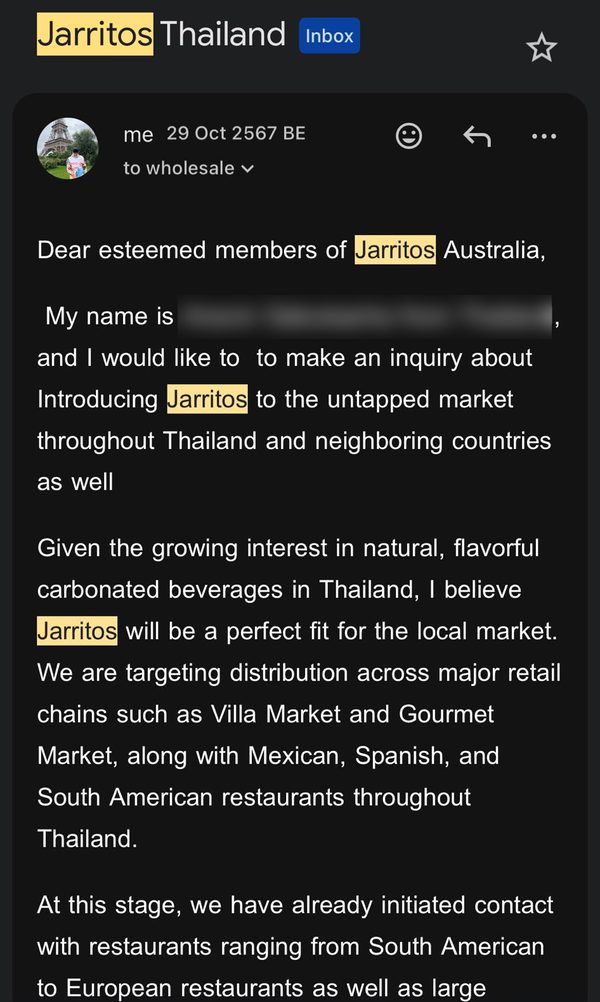 Jarritos Thailand Inbox
me 29 Oct 2567 BE
to wholesale
Dear esteemed members of Jarritos Australia,
My name is ,
and I would like to  to make an inquiry about
Introducing Jarritos to the untapped market
throughout Thailand and neighboring countries
as well
Given the growing interest in natural, flavorful
carbonated beverages in Thailand, I believe
Jarritos will be a perfect fit for the local market.
We are targeting distribution across major retail
chains such as Villa Market and Gourmet
Market, along with Mexican, Spanish, and
South American restaurants throughout
Thailand.
At this stage, we have already initiated contact
with restaurants ranging from South American
to European restaurants as well as large